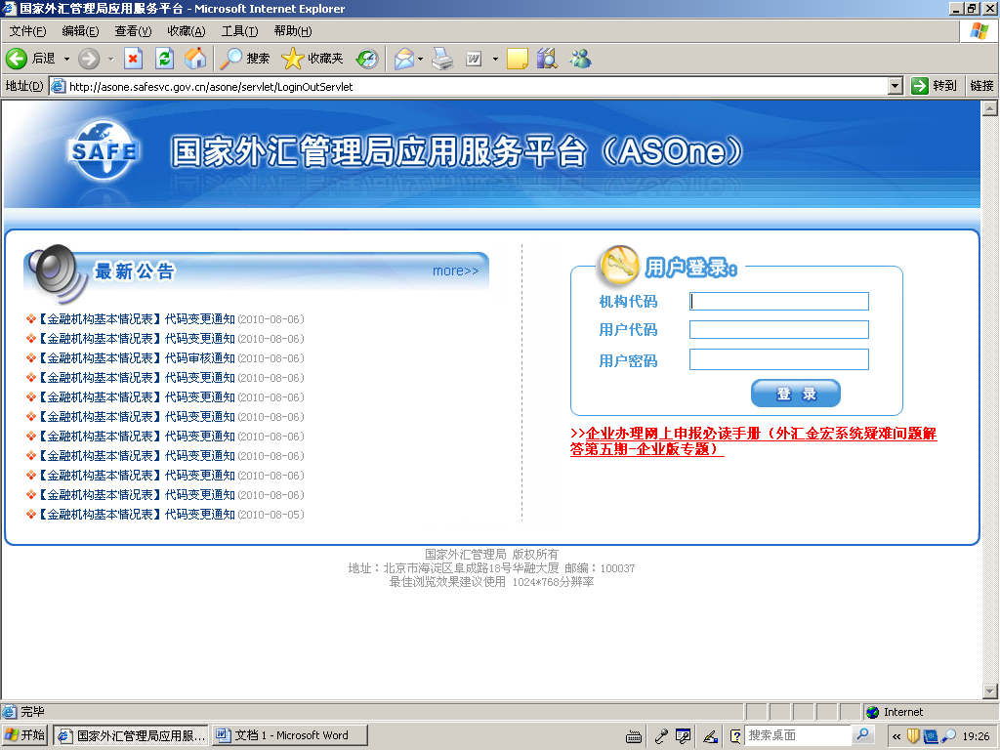 国家外汇管理局应用服务平台 - Microsoft Internet Explorer
文件(F) 编辑(E) 查看(V) 收藏(A) 工具(T) 帮助(H)
后退 搜索 收藏夹
地址(D) http://asone.safesvc.gov.cn/asone/servlet/LoginOutServlet 转到 链接
SAFE 国家外汇管理局应用服务平台（ASOne）
最新公告 more>>
【金融机构基本情况表】代码变更通知(2010-08-06)
【金融机构基本情况表】代码变更通知(2010-08-06)
【金融机构基本情况表】代码审核通知(2010-08-06)
【金融机构基本情况表】代码变更通知(2010-08-06)
【金融机构基本情况表】代码变更通知(2010-08-06)
【金融机构基本情况表】代码变更通知(2010-08-06)
【金融机构基本情况表】代码变更通知(2010-08-06)
【金融机构基本情况表】代码变更通知(2010-08-06)
【金融机构基本情况表】代码变更通知(2010-08-06)
【金融机构基本情况表】代码变更通知(2010-08-06)
【金融机构基本情况表】代码变更通知(2010-08-05)
用户登录:
机构代码
用户代码
用户密码
登 录
>>企业办理网上申报必读手册（外汇金宏系统疑难问题解
答第五期-企业版专题）
国家外汇管理局 版权所有
地址：北京市海淀区阜成路18号华融大厦 邮编：100037
最佳浏览效果建议使用 1024*768分辨率
完毕 Internet
开始 国家外汇管理局应用服... 文档 1 - Microsoft Word 搜索桌面 « 19:26